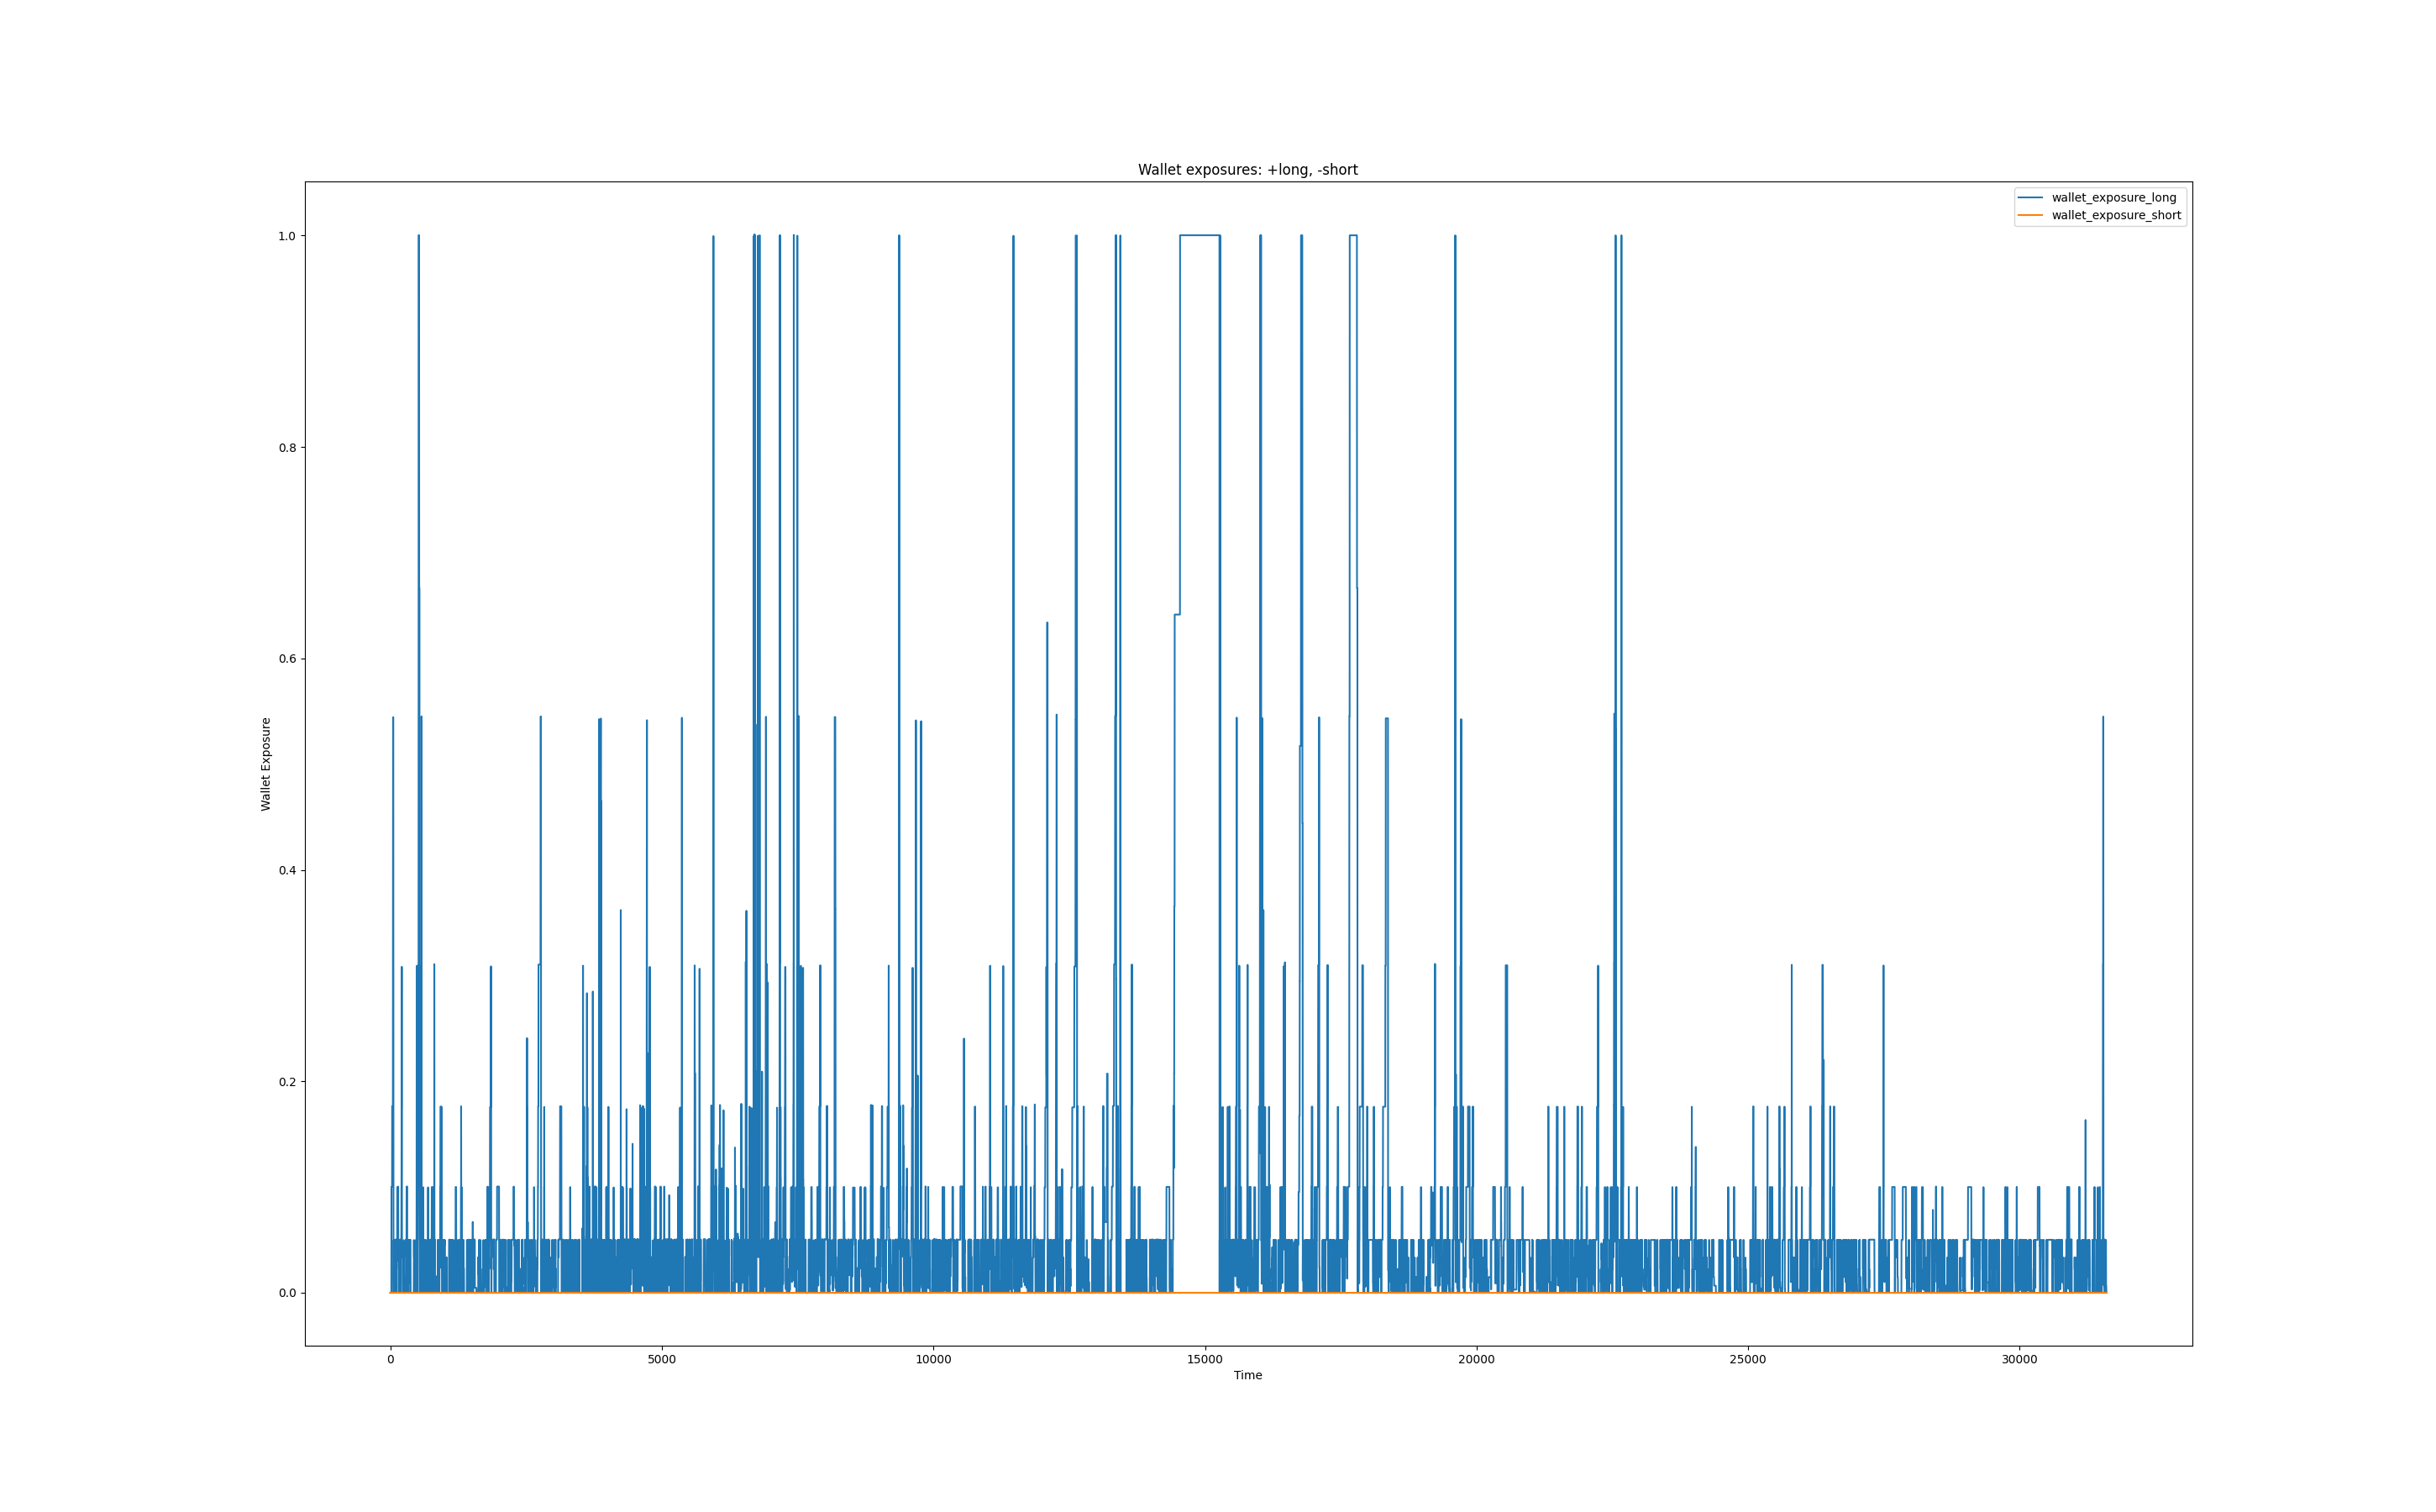 Wallet exposures: +long, -short
wallet_exposure_long
wallet_exposure_short
1.0
0.8
0.6
0.4
0.2
0.0
Wallet Exposure
0 5000 10000 15000 20000 25000 30000
Time